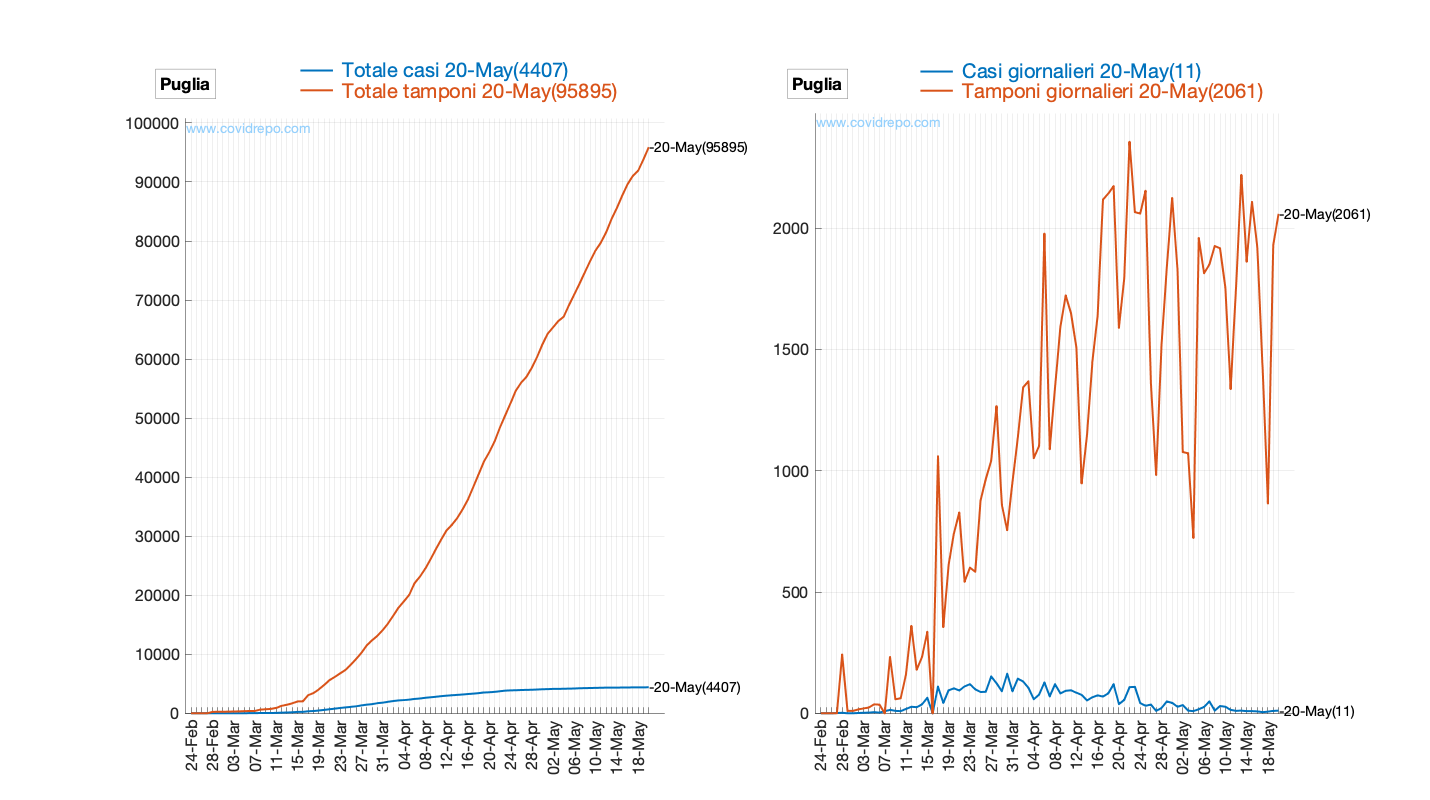 Puglia
Totale casi 20-May(4407)
Totale tamponi 20-May(95895)
www.covidrepo.com
100000
90000
80000
70000
60000
50000
40000
30000
20000
10000
0
-20-May(95895)
-20-May(4407)
24-Feb
28-Feb
03-Mar
07-Mar
11-Mar
15-Mar
19-Mar
23-Mar
27-Mar
31-Mar
04-Apr
08-Apr
12-Apr
16-Apr
20-Apr
24-Apr
28-Apr
02-May
06-May
10-May
14-May
18-May
Puglia
Casi giornalieri 20-May(11)
Tamponi giornalieri 20-May(2061)
www.covidrepo.com
2000
1500
1000
500
0
-20-May(2061)
-20-May(11)
24-Feb
28-Feb
03-Mar
07-Mar
11-Mar
15-Mar
19-Mar
23-Mar
27-Mar
31-Mar
04-Apr
08-Apr
12-Apr
16-Apr
20-Apr
24-Apr
28-Apr
02-May
06-May
10-May
14-May
18-May